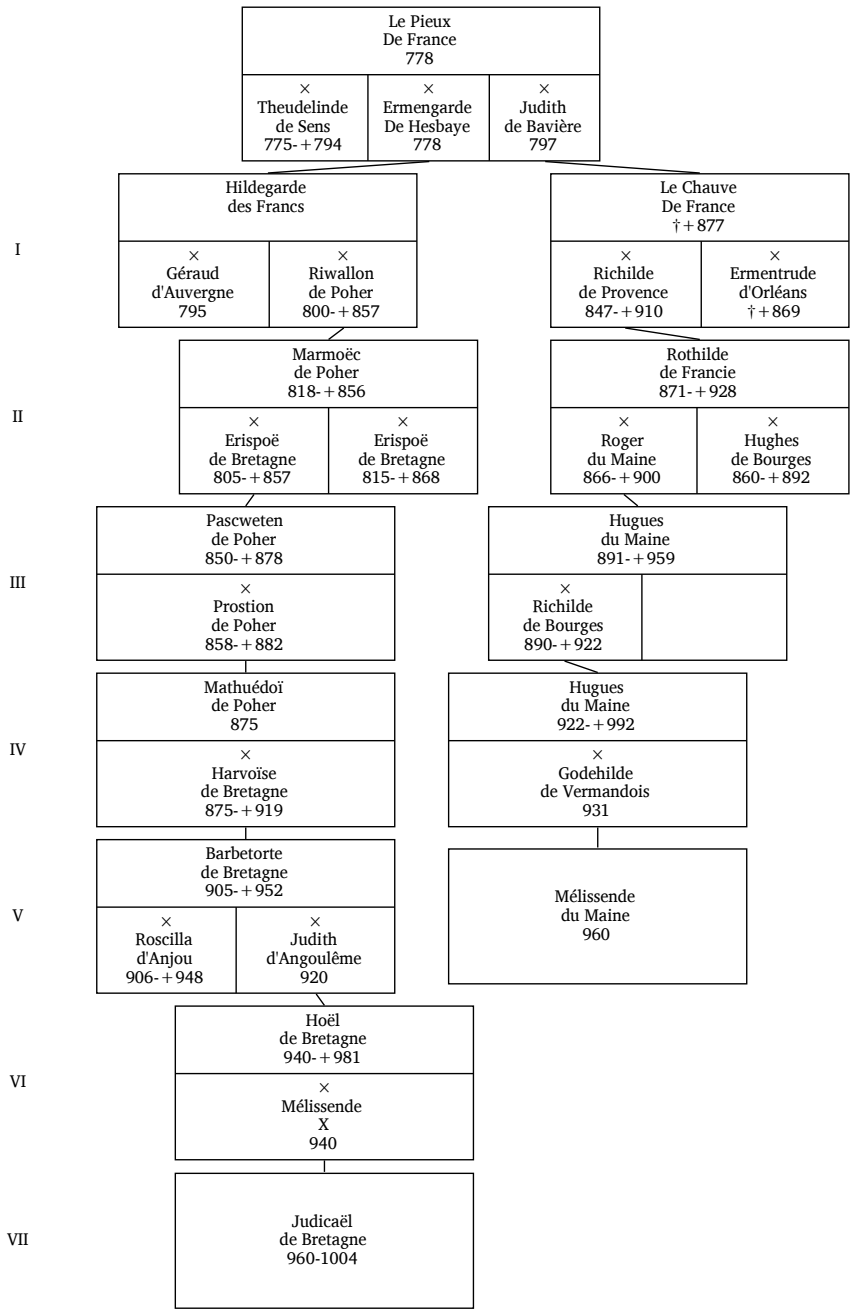 Le Pieux
De France
778
×
Theudelinde
de Sens
775-+794
×
Ermengarde
De Hesbaye
778
×
Judith
de Bavière
797
I
Hildegarde
des Francs
×
Géraud
d'Auvergne
795
×
Riwallon
de Poher
800-+857
Le Chauve
De France
†+877
×
Richilde
de Provence
847-+910
×
Ermentrude
d'Orléans
†+869
II
Marmoëc
de Poher
818-+856
×
Erispoë
de Bretagne
805-+857
×
Erispoë
de Bretagne
815-+868
Rothilde
de Francie
871-+928
×
Roger
du Maine
866-+900
×
Hughes
de Bourges
860-+892
III
Pascweten
de Poher
850-+878
×
Prostion
de Poher
858-+882
Hugues
du Maine
891-+959
×
Richilde
de Bourges
890-+922
IV
Mathuédoï
de Poher
875
×
Harvoïse
de Bretagne
875-+919
Hugues
du Maine
922-+992
×
Godehilde
de Vermandois
931
V
Barbetorte
de Bretagne
905-+952
×
Roscilla
d'Anjou
906-+948
×
Judith
d'Angoulême
920
Mélissende
du Maine
960
VI
Hoël
de Bretagne
940-+981
×
Mélissende
X
940
VII
Judicaël
de Bretagne
960-1004